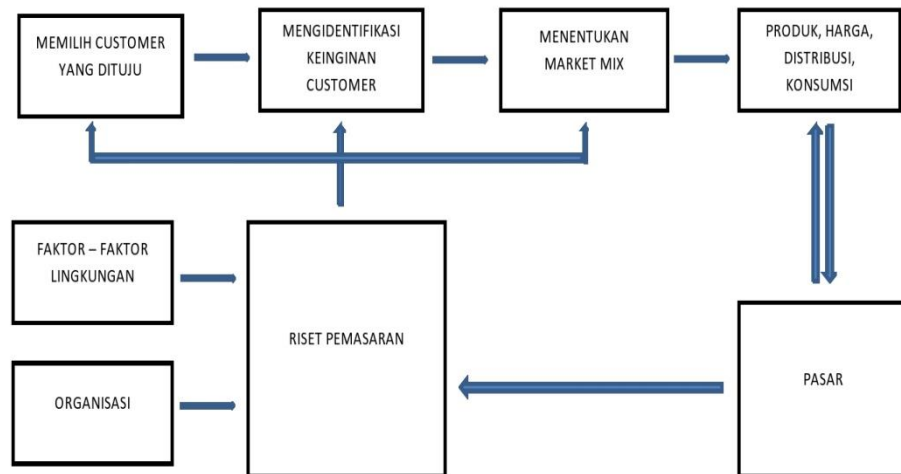 MEMILIH CUSTOMER
YANG DITUJU
MENGIDENTIFIKASI
KEINGINAN
CUSTOMER
MENENTUKAN
MARKET MIX
PRODUK, HARGA,
DISTRIBUSI,
KONSUMSI
FAKTOR – FAKTOR
LINGKUNGAN
RISET PEMASARAN
ORGANISASI
PASAR